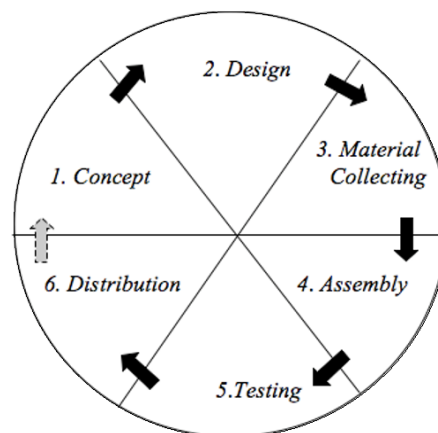 1. Concept
2. Design
3. Material
Collecting
4. Assembly
5.Testing
6. Distribution